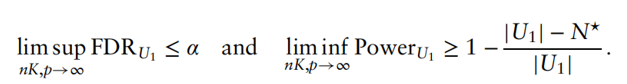 lim sup FDR_{U_1} ≤ α and lim inf Power_{U_1} ≥ 1 − (|U_1| − N^⋆)/|U_1|.
nK,p→∞ nK,p→∞